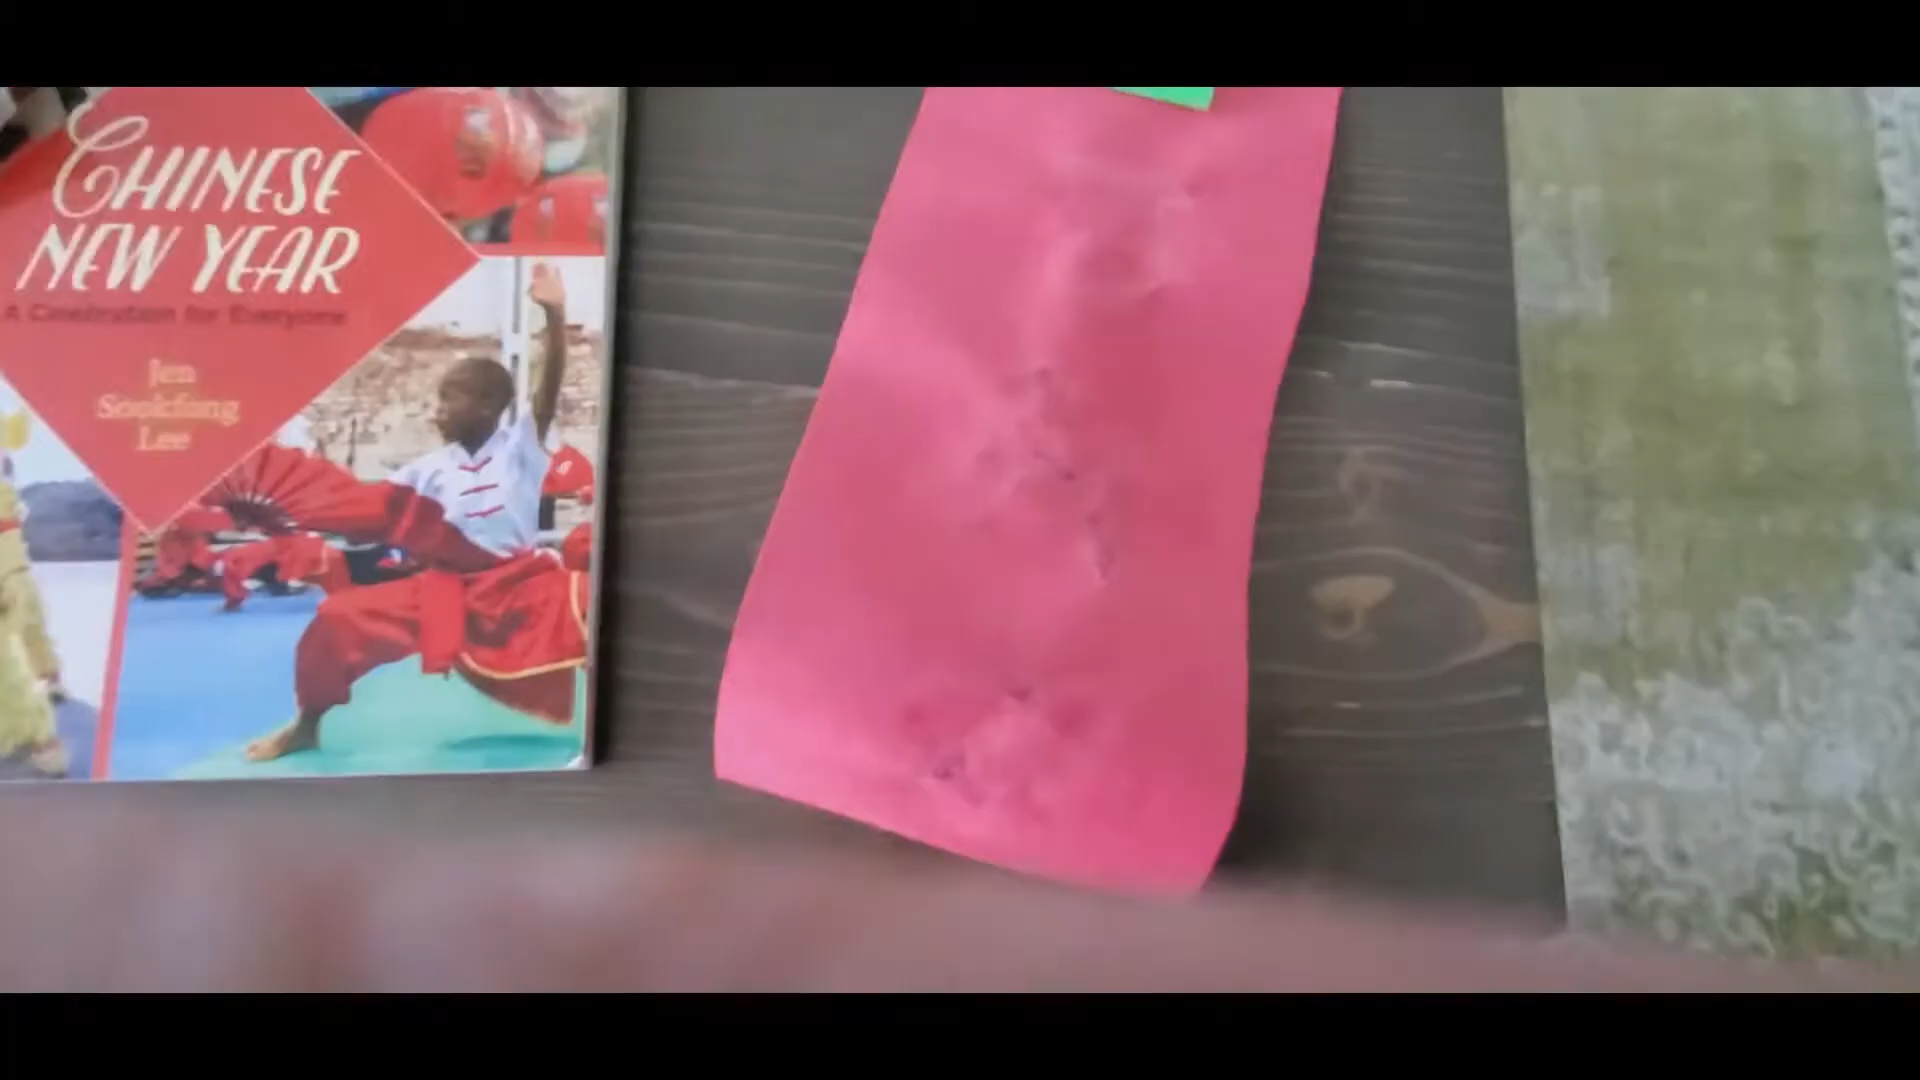 CHINESE
NEW YEAR
A Celebration for Everyone
Jen
Sookfong
Lee